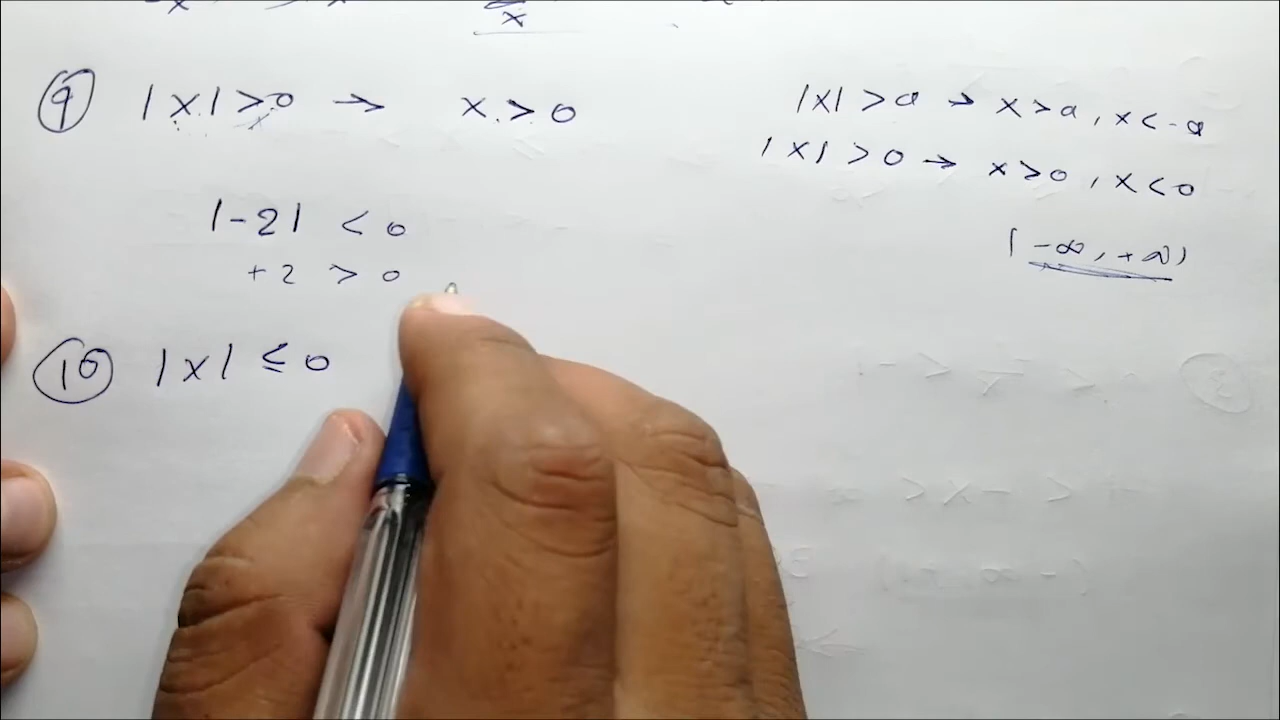 x
⑨ |x| > 0 → x > 0
|-2| < 0
+2 > 0
⑩ |x| ≤ 0
|x| > a → x > a, x < -a
|x| > 0 → x > 0, x < 0
(-∞, +∞)